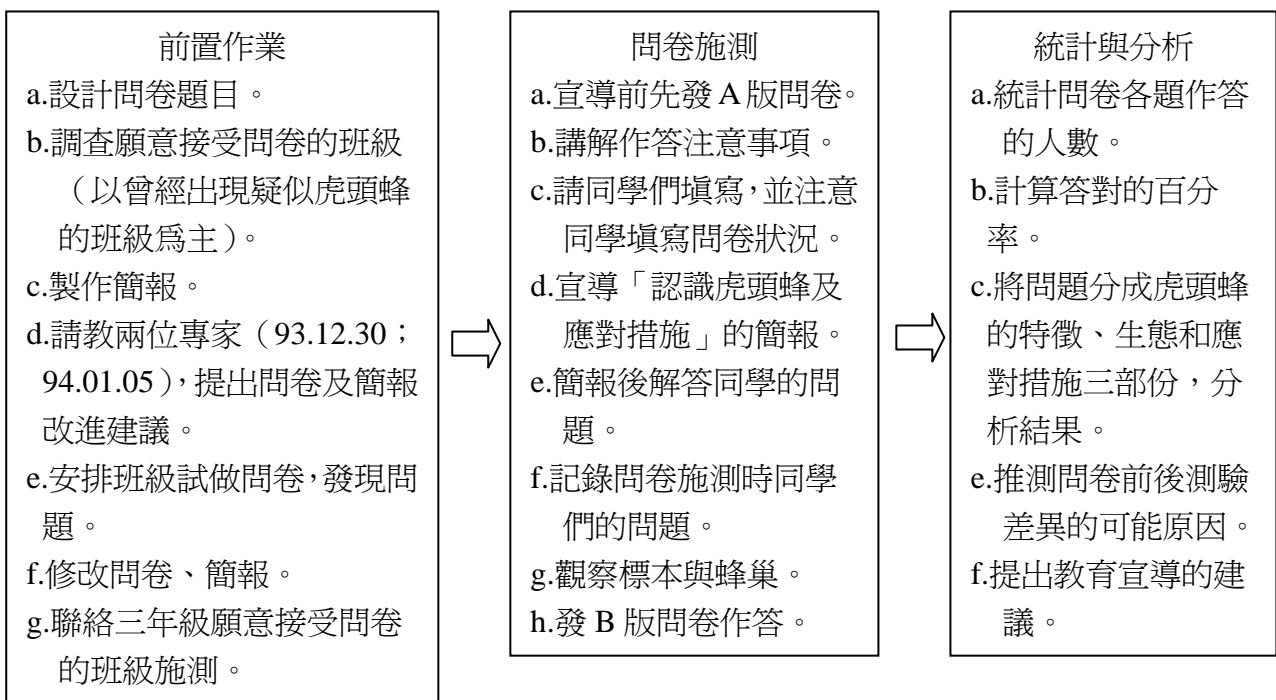 前置作業
a.設計問卷題目。
b.調查願意接受問卷的班級
（以曾經出現疑似虎頭蜂
的班級為主）。
c.製作簡報。
d.請教兩位專家（93.12.30；
94.01.05），提出問卷及簡報
改進建議。
e.安排班級試做問卷，發現問
題。
f.修改問卷、簡報。
g.聯絡三年級願意接受問卷
的班級施測。
問卷施測
a.宣導前先發 A 版問卷。
b.講解作答注意事項。
c.請同學們填寫，並注意
同學填寫問卷狀況。
d.宣導「認識虎頭蜂及
應對措施」的簡報。
e.簡報後解答同學的問
題。
f.記錄問卷施測時同學
們的問題。
g.觀察標本與蜂巢。
h.發 B 版問卷作答。
統計與分析
a.統計問卷各題作答
的人數。
b.計算答對的百分
率。
c.將問題分成虎頭蜂
的特徵、生態和應
對措施三部份，分
析結果。
e.推測問卷前後測驗
差異的可能原因。
f.提出教育宣導的建
議。